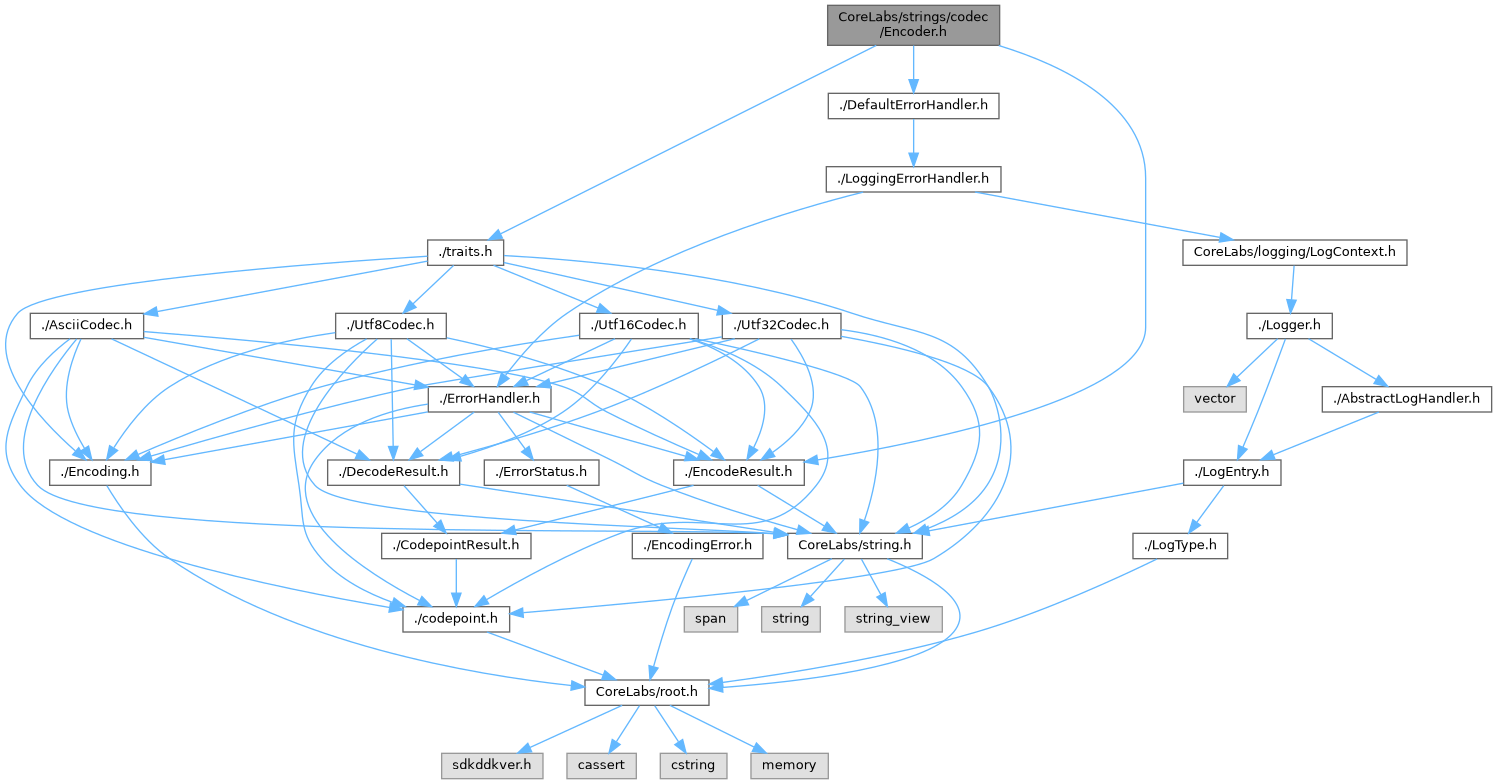 CoreLabs/strings/codec
/Encoder.h
./DefaultErrorHandler.h
./LoggingErrorHandler.h
./traits.h
CoreLabs/logging/LogContext.h
./AsciiCodec.h
./Utf8Codec.h
./Utf16Codec.h
./Utf32Codec.h
./Logger.h
./ErrorHandler.h
vector
./AbstractLogHandler.h
./Encoding.h
./DecodeResult.h
./ErrorStatus.h
./EncodeResult.h
./LogEntry.h
./CodepointResult.h
./EncodingError.h
CoreLabs/string.h
./LogType.h
./codepoint.h
span
string
string_view
CoreLabs/root.h
sdkddkver.h
cassert
cstring
memory